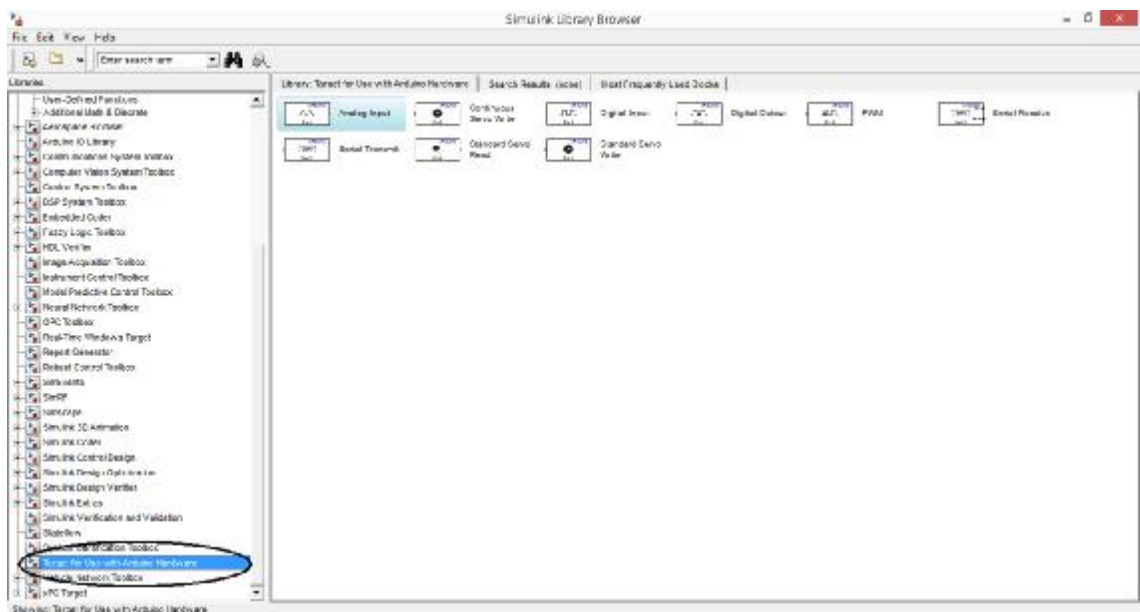 Simulink Library Browser
File Edit View Help
Enter search term
Libraries
Library: Target for Use with Arduino Hardware
Search Results: (none)
Most Frequently Used Blocks
User-Defined Functions
Additional Math & Discrete
Aerospace Blockset
Arduino IO Library
Communications System Toolbox
Computer Vision System Toolbox
Control System Toolbox
DSP System Toolbox
Embedded Coder
Fuzzy Logic Toolbox
HDL Verifier
Image Acquisition Toolbox
Instrument Control Toolbox
Model Predictive Control Toolbox
Neural Network Toolbox
OPC Toolbox
Real-Time Windows Target
Report Generator
Robust Control Toolbox
SimEvents
SimRF
Simscape
Simulink 3D Animation
Simulink Coder
Simulink Control Design
Simulink Design Optimization
Simulink Design Verifier
Simulink Extras
Simulink Verification and Validation
Stateflow
System Identification Toolbox
Target for Use with Arduino Hardware
Vehicle Network Toolbox
xPC Target
Analog Input
Continuous
Servo Write
Digital Input
Digital Output
PWM
Serial Receive
Serial Transmit
Standard Servo
Read
Standard Servo
Write
Showing: Target for Use with Arduino Hardware